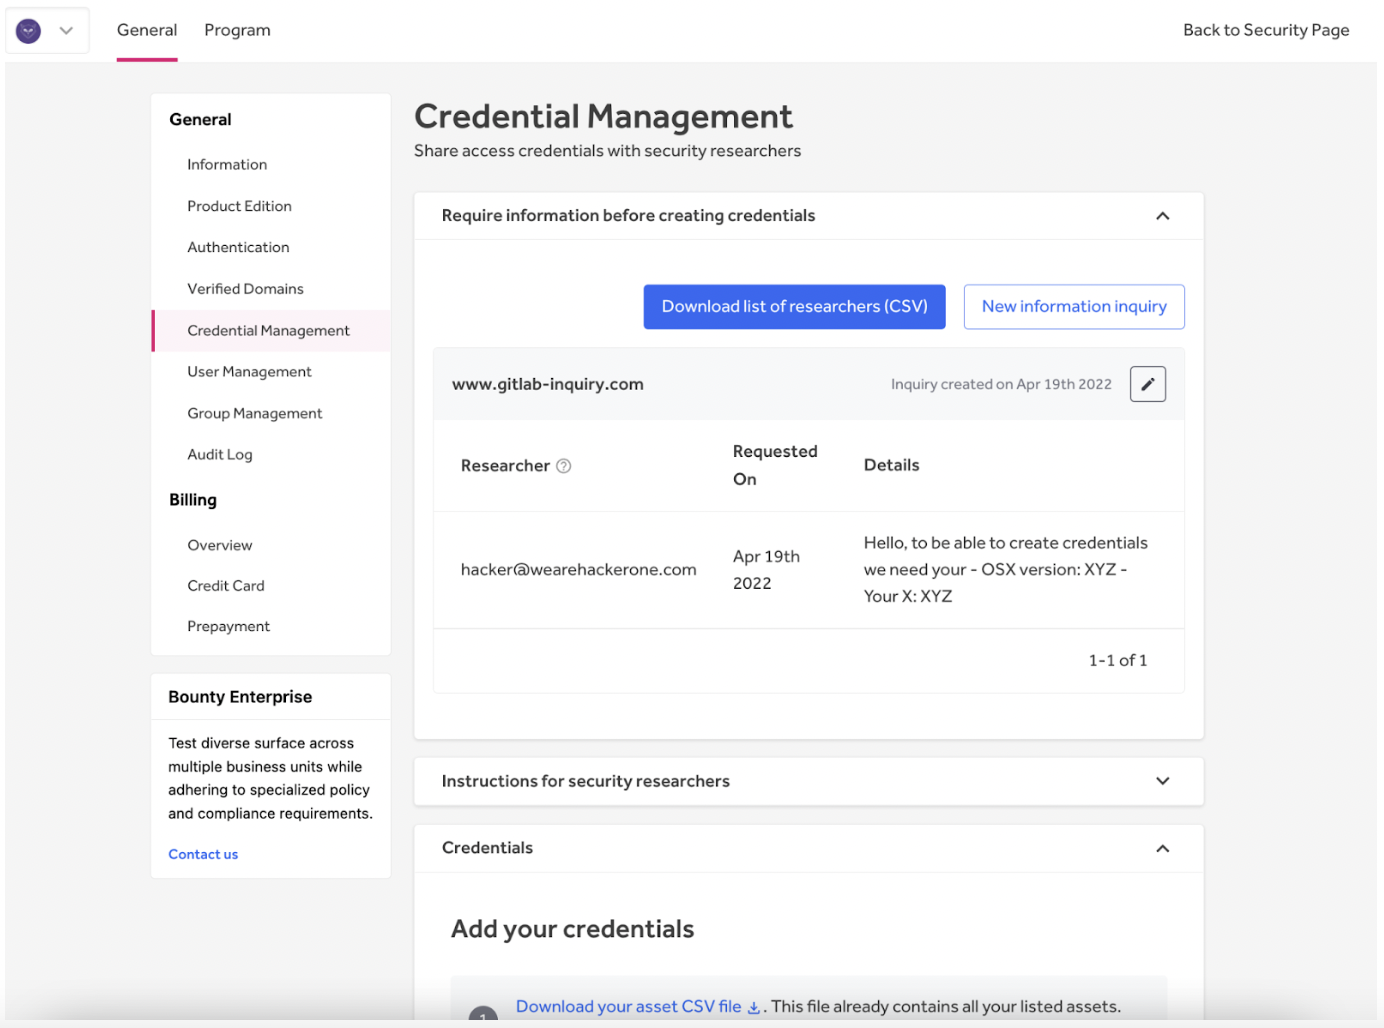 General
Program
Back to Security Page
General
Information
Product Edition
Authentication
Verified Domains
Credential Management
User Management
Group Management
Audit Log
Billing
Overview
Credit Card
Prepayment
Bounty Enterprise
Test diverse surface across
multiple business units while
adhering to specialized policy
and compliance requirements.
Contact us
Credential Management
Share access credentials with security researchers
Require information before creating credentials
Download list of researchers (CSV)
New information inquiry
www.gitlab-inquiry.com
Inquiry created on Apr 19th 2022
Researcher ?
Requested
On
Details
hacker@wearehackerone.com
Apr 19th
2022
Hello, to be able to create credentials
we need your - OSX version: XYZ -
Your X: XYZ
1-1 of 1
Instructions for security researchers
Credentials
Add your credentials
1
Download your asset CSV file . This file already contains all your listed assets.